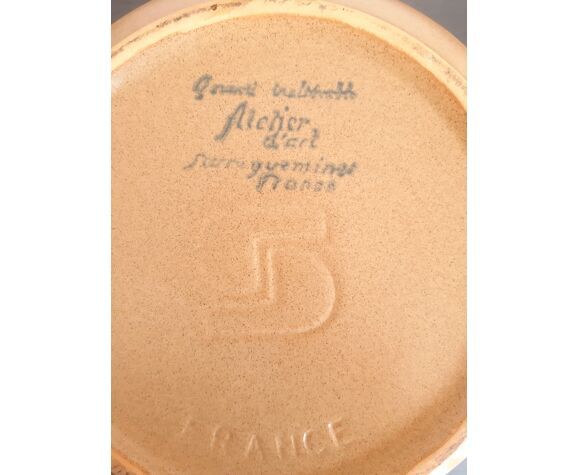 Atelier
d'art
Sarreguemines
France
FRANCE